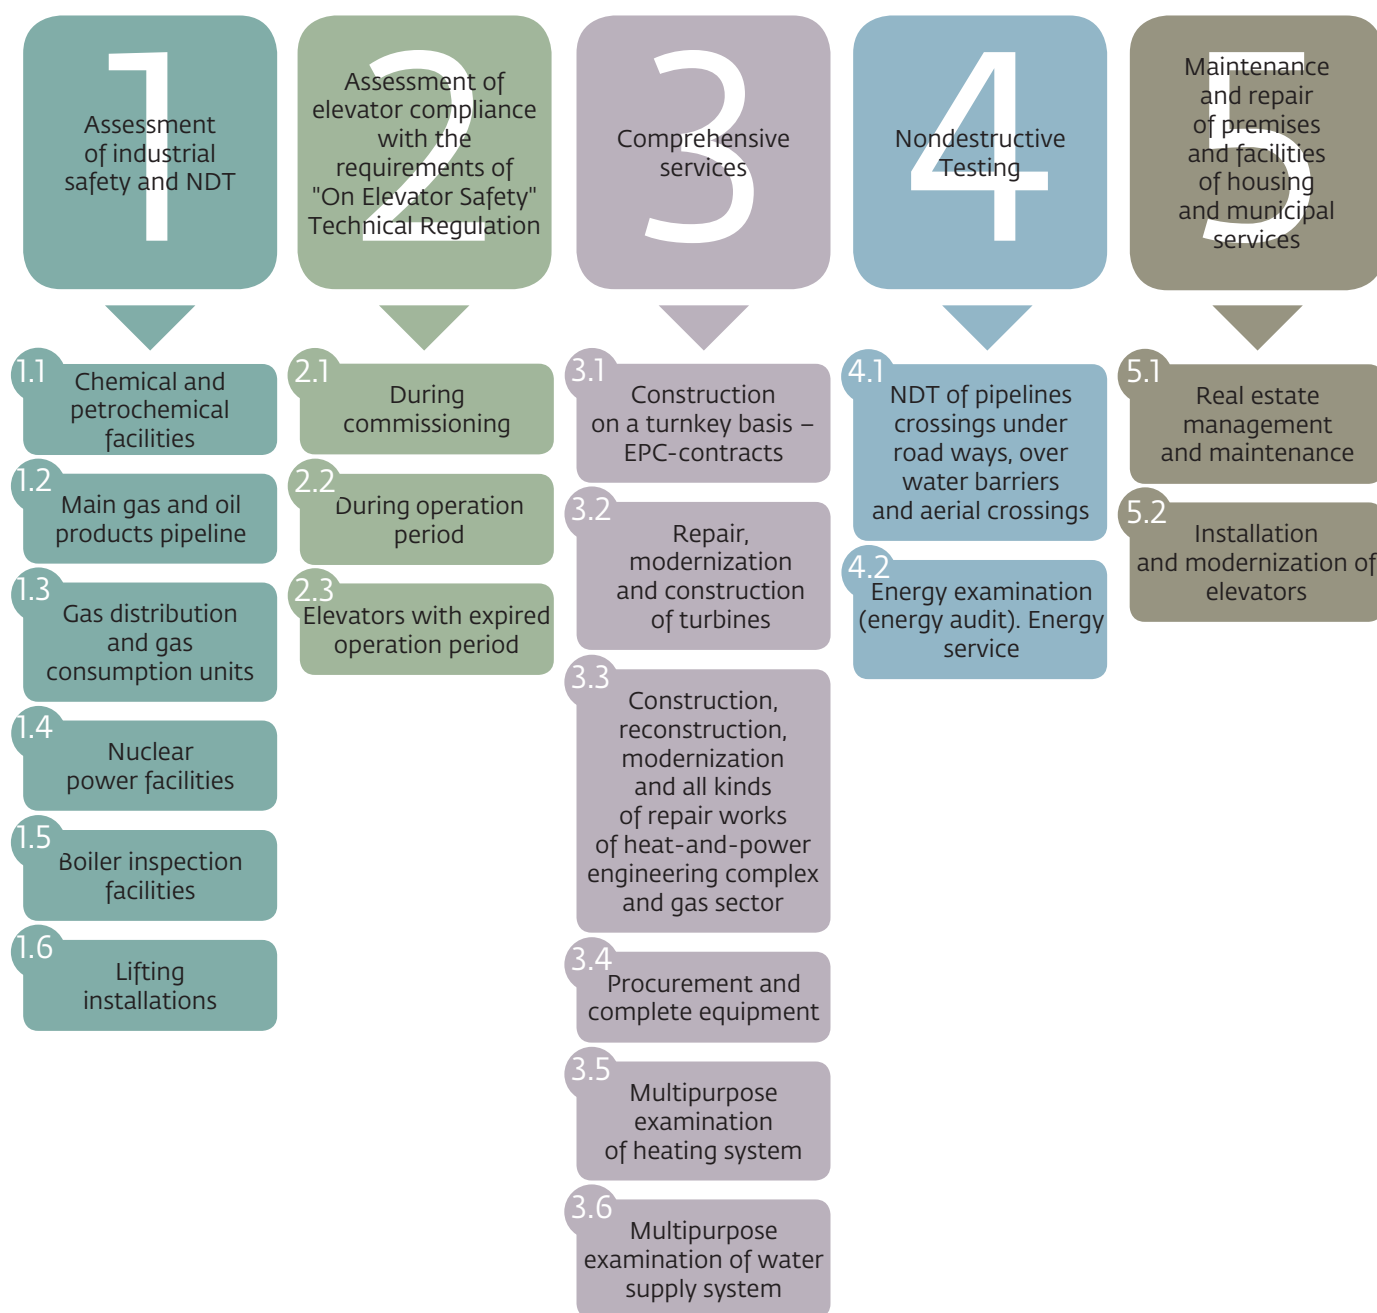 1
Assessment
of industrial
safety and NDT
1.1
Chemical and
petrochemical
facilities
1.2
Main gas and oil
products pipeline
1.3
Gas distribution
and gas
consumption units
1.4
Nuclear
power facilities
1.5
Boiler inspection
facilities
1.6
Lifting
installations
2
Assessment of
elevator compliance
with the
requirements of
"On Elevator Safety"
Technical Regulation
2.1
During
commissioning
2.2
During operation
period
2.3
Elevators with expired
operation period
3
Comprehensive
services
3.1
Construction
on a turnkey basis –
EPC-contracts
3.2
Repair,
modernization
and construction
of turbines
3.3
Construction,
reconstruction,
modernization
and all kinds
of repair works
of heat-and-power
engineering complex
and gas sector
3.4
Procurement and
complete equipment
3.5
Multipurpose
examination
of heating system
3.6
Multipurpose
examination of water
supply system
4
Nondestructive
Testing
4.1
NDT of pipelines
crossings under
road ways, over
water barriers
and aerial crossings
4.2
Energy examination
(energy audit). Energy
service
5
Maintenance
and repair
of premises
and facilities
of housing
and municipal
services
5.1
Real estate
management
and maintenance
5.2
Installation
and modernization of
elevators